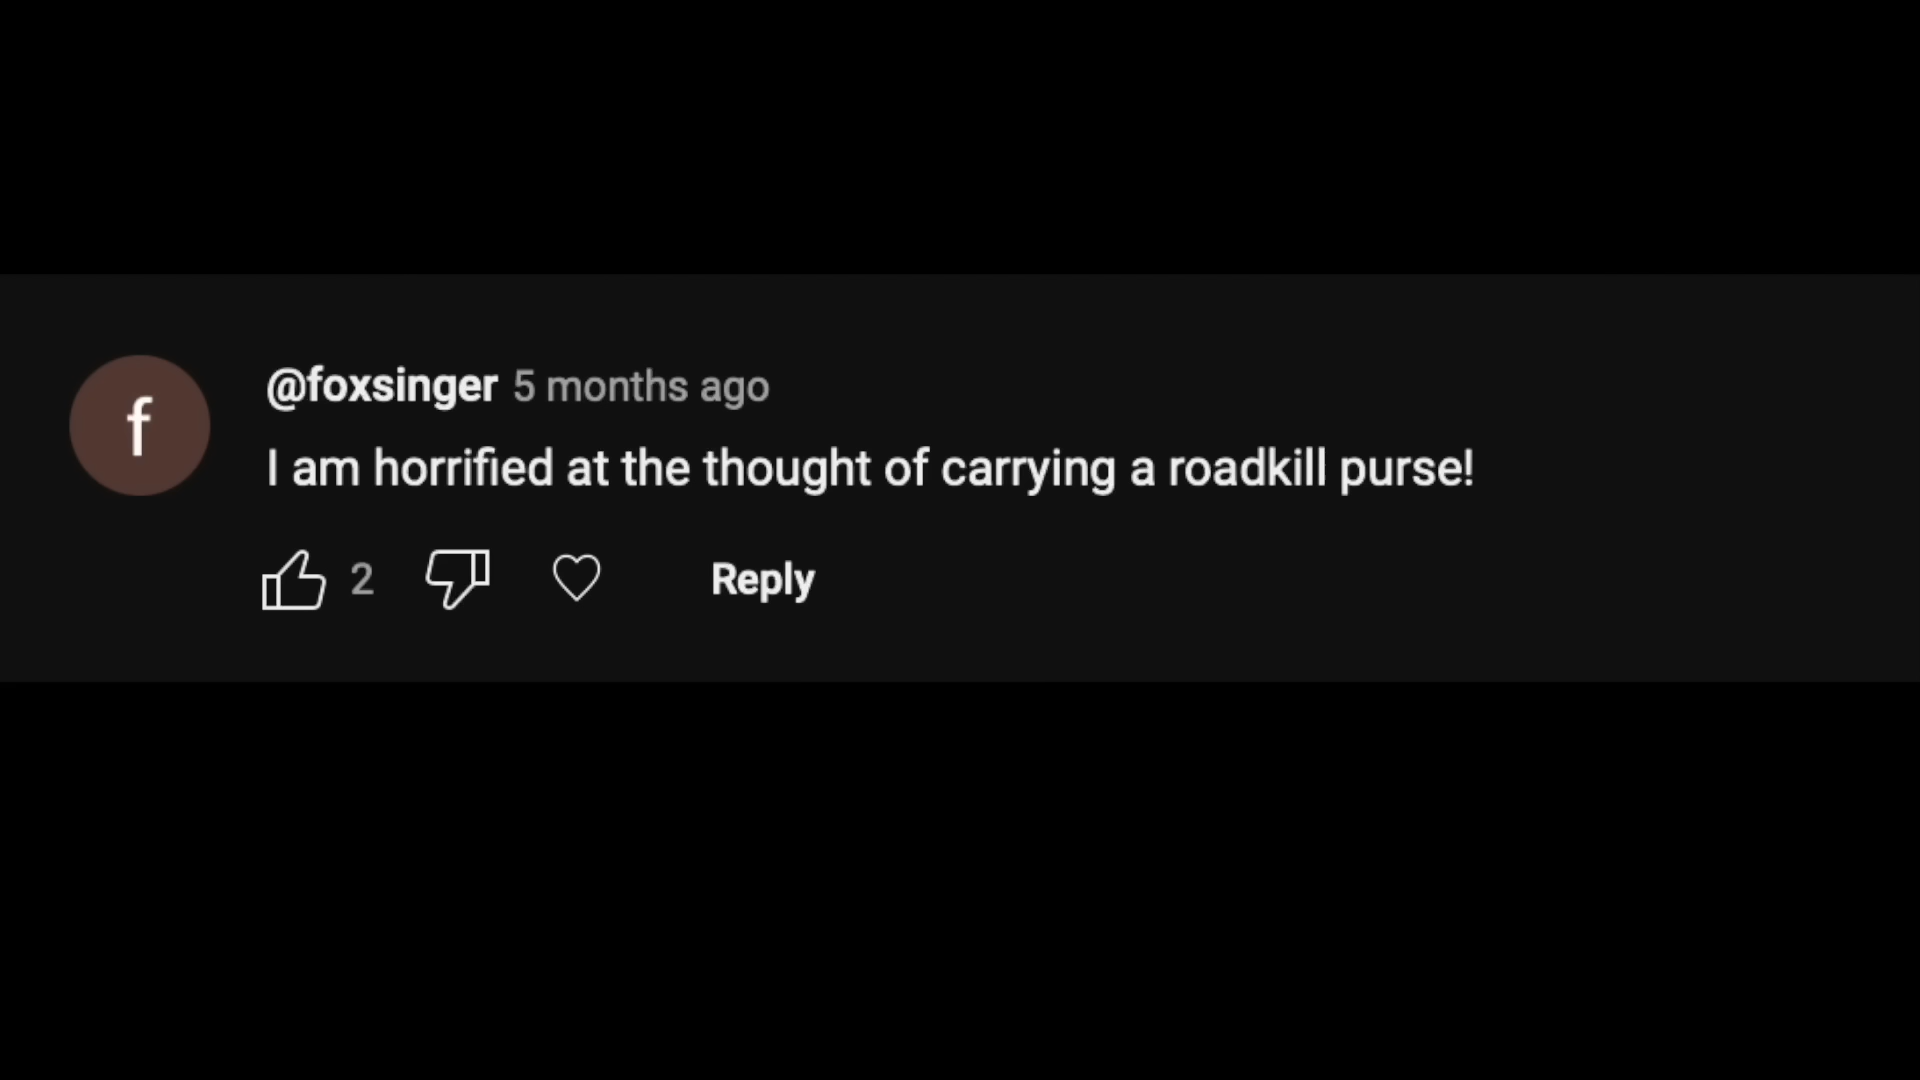 f
@foxsinger 5 months ago
I am horrified at the thought of carrying a roadkill purse!
2 Reply